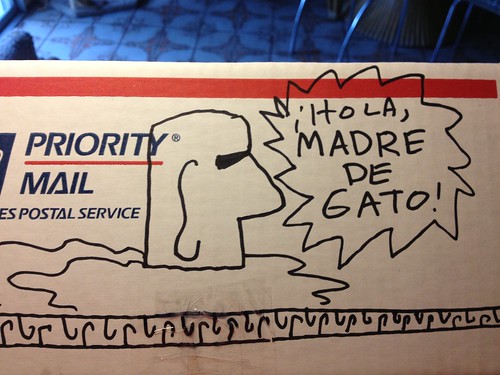 PRIORITY®
MAIL
ES POSTAL SERVICE
¡HOLA,
MADRE
DE
GATO!